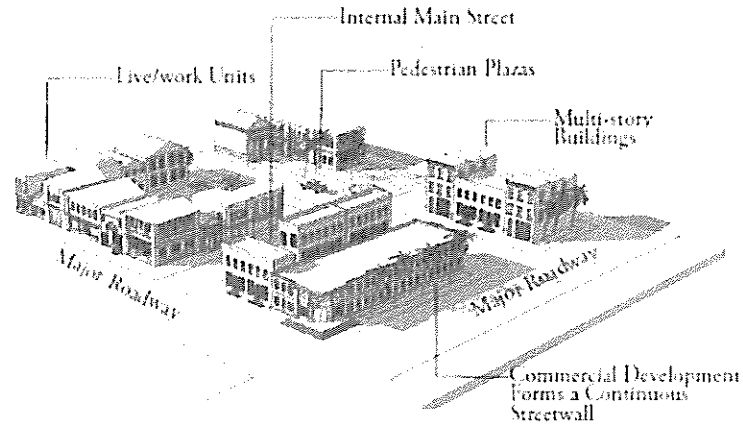 Internal Main Street
Live/work Units
Pedestrian Plazas
Multi-story
Buildings
Major Roadway
Major Roadway
Commercial Development
Forms a Continuous
Streetwall